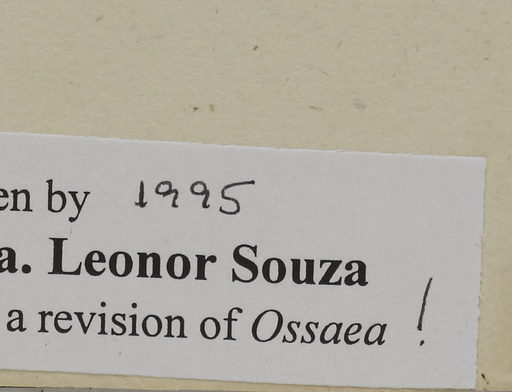 en by 1995
a. Leonor Souza
a revision of Ossaea !